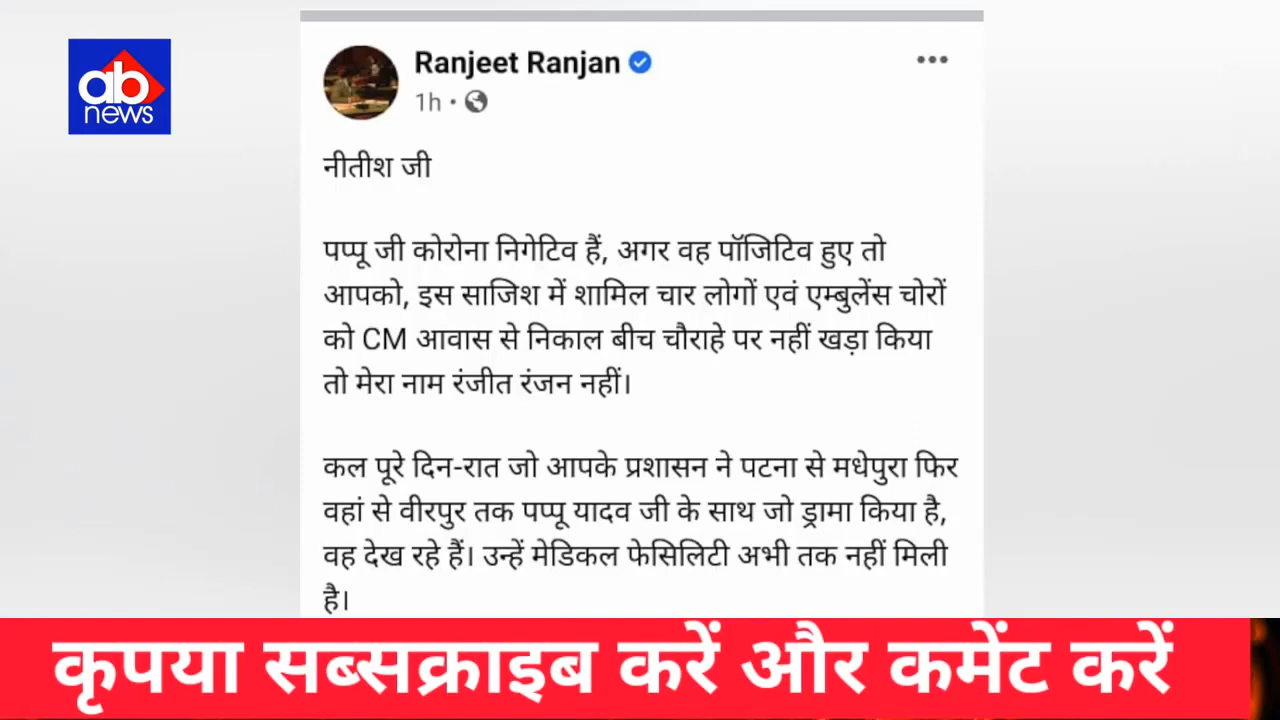 ab
news
Ranjeet Ranjan
1h •
नीतीश जी
पप्पू जी कोरोना निगेटिव हैं, अगर वह पॉजिटिव हुए तो
आपको, इस साजिश में शामिल चार लोगों एवं एम्बुलेंस चोरों
को CM आवास से निकाल बीच चौराहे पर नहीं खड़ा किया
तो मेरा नाम रंजीत रंजन नहीं।
कल पूरे दिन-रात जो आपके प्रशासन ने पटना से मधेपुरा फिर
वहां से वीरपुर तक पप्पू यादव जी के साथ जो ड्रामा किया है,
वह देख रहे हैं। उन्हें मेडिकल फेसिलिटी अभी तक नहीं मिली
है।
कृपया सब्सक्राइब करें और कमेंट करें